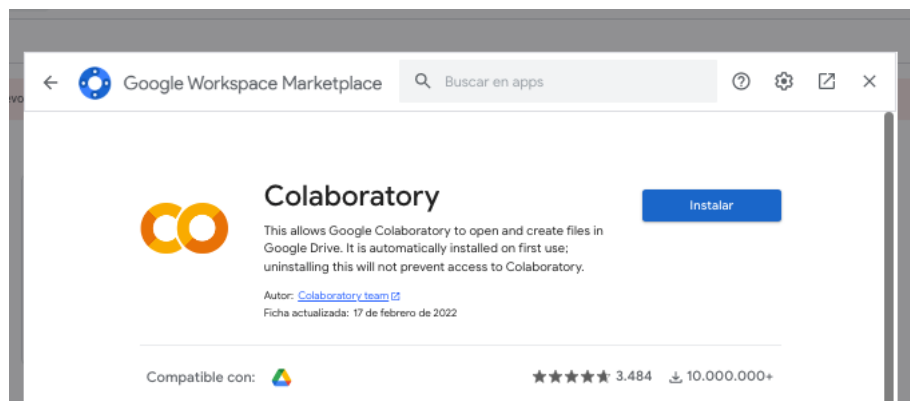 Google Workspace Marketplace
Buscar en apps
evo
Colaboratory
Instalar
This allows Google Colaboratory to open and create files in
Google Drive. It is automatically installed on first use;
uninstalling this will not prevent access to Colaboratory.
Autor: Colaboratory team
Ficha actualizada: 17 de febrero de 2022
Compatible con:
3.484
10.000.000+